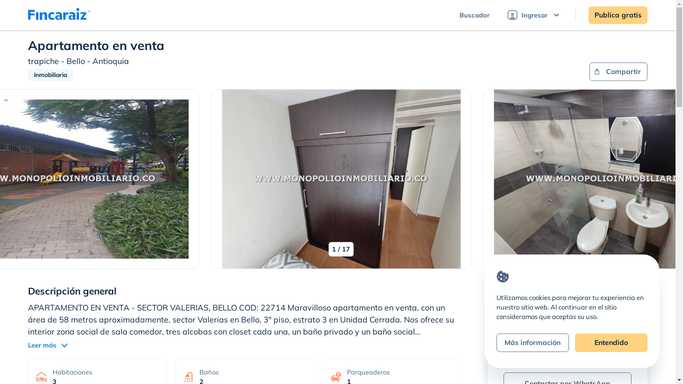 Fincaraiz
Buscador
Ingresar
Publica gratis
Apartamento en venta
trapiche - Bello - Antioquia
Inmobiliaria
Compartir
WWW.MONOPOLIOINMOBILIARIO.CO
WWW.MONOPOLIOINMOBILIARIO.CO
WWW.MONOPOLIOINMOBILIARIO.CO
1 / 17
Descripción general
APARTAMENTO EN VENTA - SECTOR VALERIAS, BELLO COD: 22714 Maravilloso apartamento en venta, con un
área de 58 metros aproximadamente, sector Valerias en Bello, 3° piso, estrato 3 en Unidad Cerrada. Nos ofrece su
interior zona social de sala comedor, tres alcobas con closet cada una, un baño privado y un baño social...
Leer más
Habitaciones
3
Baños
2
Parqueaderos
1
Utilizamos cookies para mejorar tu experiencia en
nuestro sitio web. Al continuar en el sitio
consideramos que aceptas su uso.
Más información
Entendido
Contactar por WhatsApp